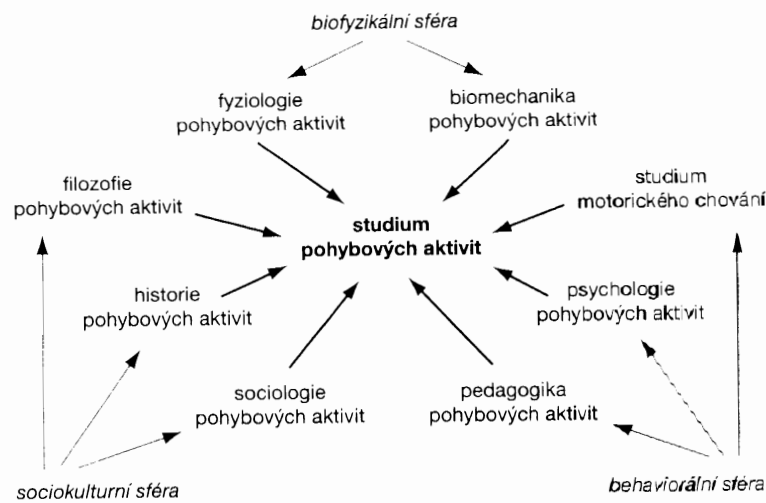 biofyzikální sféra
fyziologie
pohybových aktivit
biomechanika
pohybových aktivit
filozofie
pohybových aktivit
studium
motorického chování
studium
pohybových aktivit
historie
pohybových aktivit
psychologie
pohybových aktivit
sociologie
pohybových aktivit
pedagogika
pohybových aktivit
sociokulturní sféra
behaviorální sféra